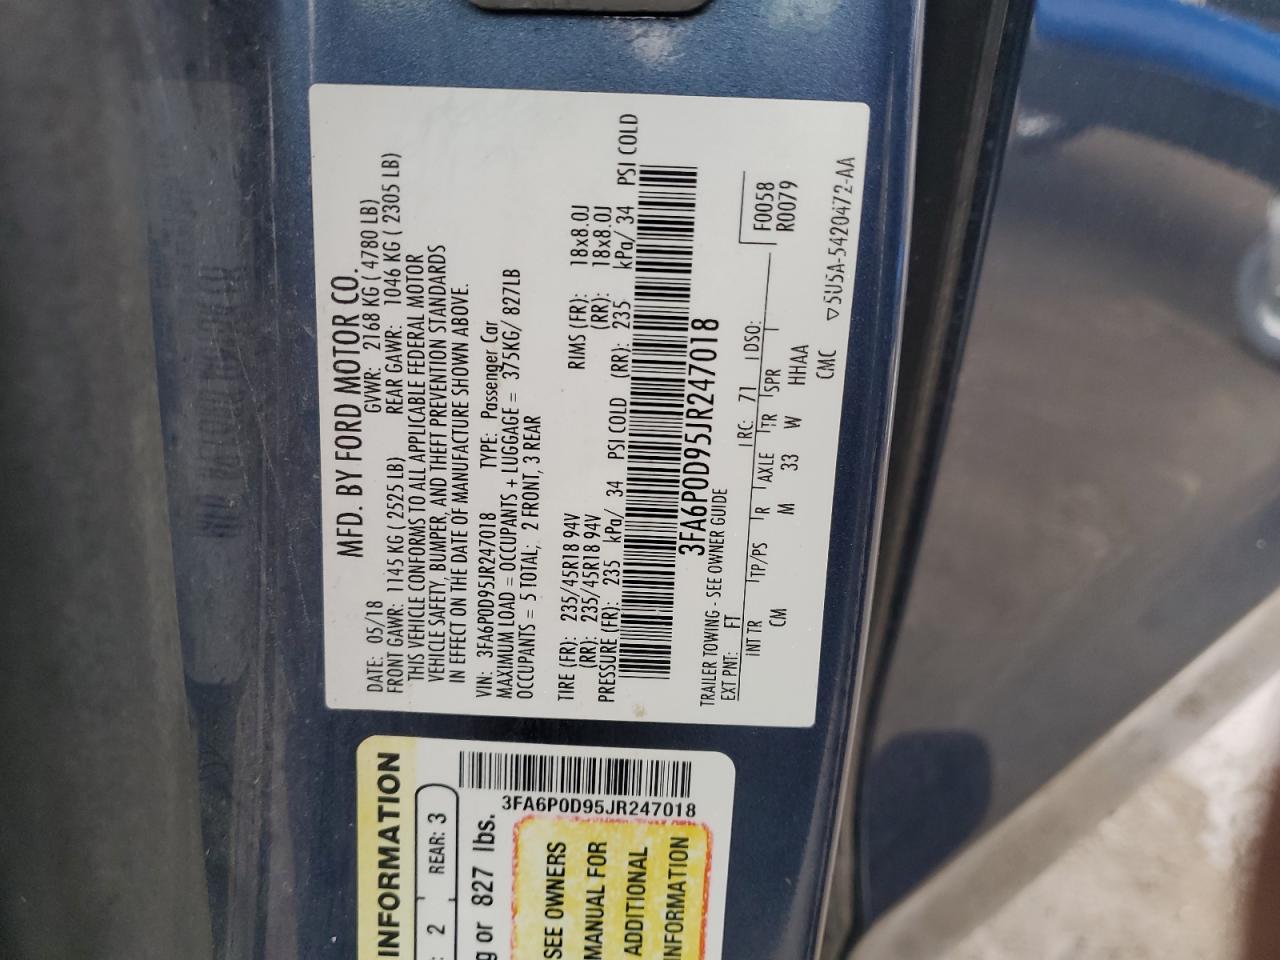 MFD. BY FORD MOTOR CO.
DATE: 05/18 GVWR: 2168 KG ( 4780 LB)
FRONT GAWR: 1145 KG ( 2525 LB) REAR GAWR: 1046 KG ( 2305 LB)
THIS VEHICLE CONFORMS TO ALL APPLICABLE FEDERAL MOTOR
VEHICLE SAFETY, BUMPER, AND THEFT PREVENTION STANDARDS
IN EFFECT ON THE DATE OF MANUFACTURE SHOWN ABOVE.
VIN: 3FA6P0D95JR247018 TYPE: Passenger Car
MAXIMUM LOAD = OCCUPANTS + LUGGAGE = 375KG/ 827LB
OCCUPANTS = 5 TOTAL; 2 FRONT, 3 REAR
TIRE (FR): 235/45R18 94V RIMS (FR): 18x8.0J
(RR): 235/45R18 94V (RR): 18x8.0J
PRESSURE (FR): 235 kPa/ 34 PSI COLD (RR): 235 kPa/ 34 PSI COLD
3FA6P0D95JR247018
TRAILER TOWING - SEE OWNER GUIDE
EXT PNT: FT RC: 71 DSO: F0058
R0079
INT TR TP/PS R AXLE TR SPR
CM M 33 W HHAA
CMC ▽5U5A-5420472-AA
INFORMATION
: 2 REAR: 3
g or 827 lbs.
3FA6P0D95JR247018
SEE OWNERS
MANUAL FOR
ADDITIONAL
INFORMATION